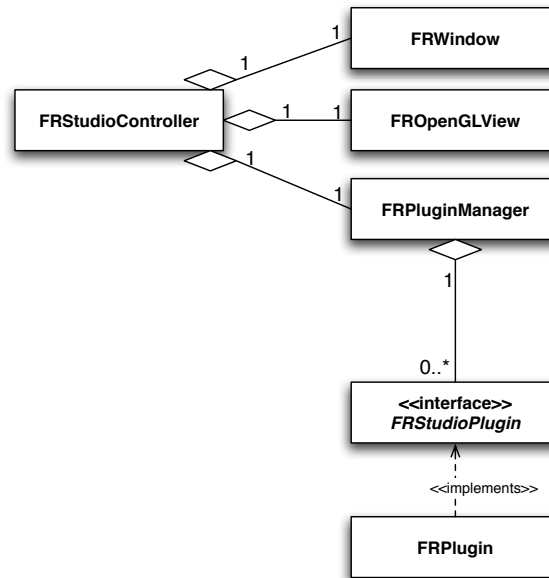 FRWindow
1
1
FRStudioController
1
1
FROpenGLView
1
1
FRPluginManager
1
0..*
<<interface>>
FRStudioPlugin
<<implements>>
FRPlugin